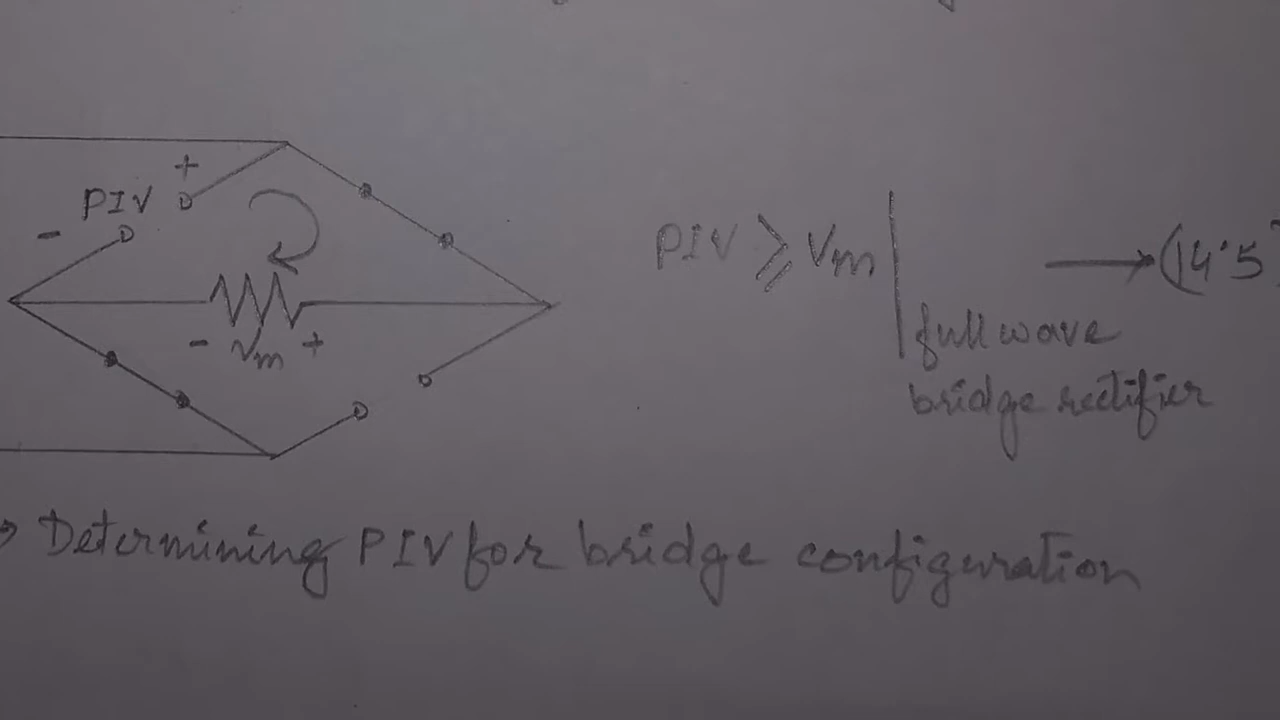 +
PIV
-
PIV ≥ Vm | → (14.5)
- Vm +
full wave
bridge rectifier
→ Determining PIV for bridge configuration